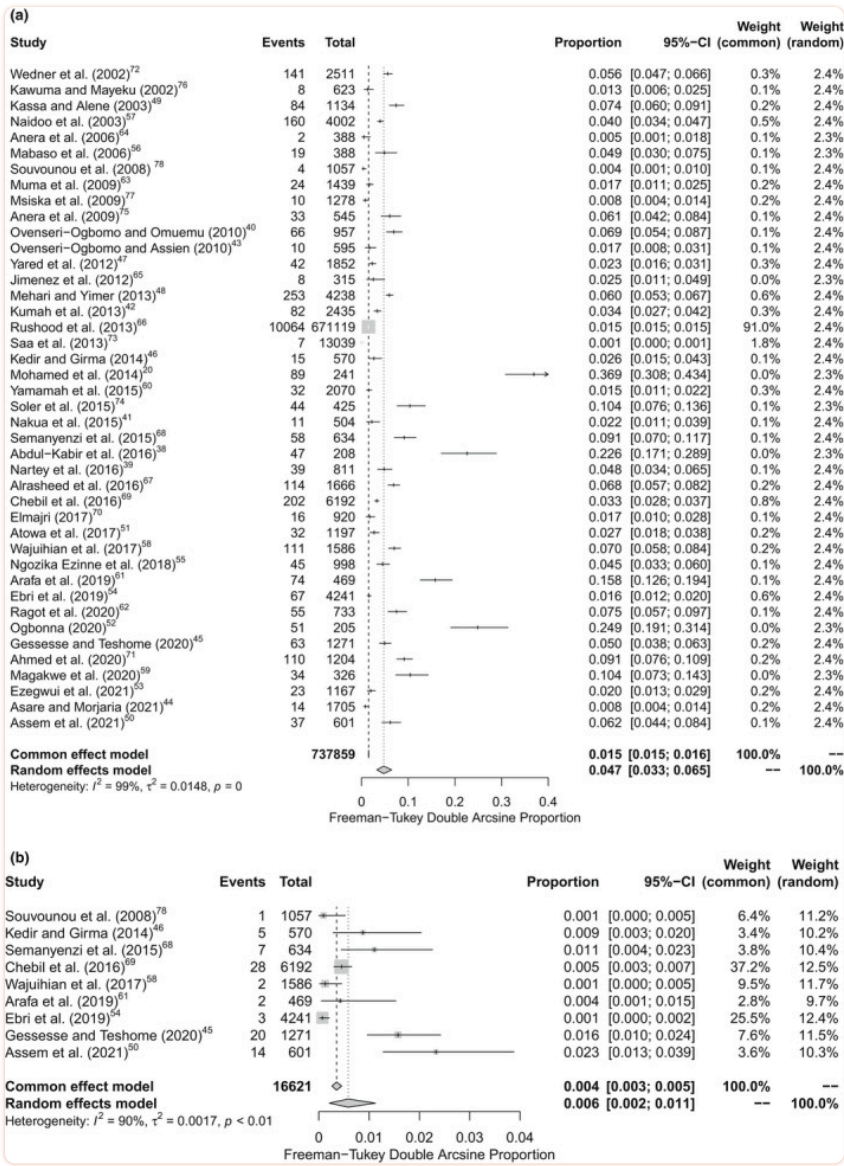 (a)
Weight Weight
Study Events Total Proportion 95%−CI (common) (random)
Wedner et al. (2002)72 141 2511 0.056 [0.047; 0.066] 0.3% 2.4%
Kawuma and Mayeku (2002)76 8 623 0.013 [0.006; 0.025] 0.1% 2.4%
Kassa and Alene (2003)49 84 1134 0.074 [0.060; 0.091] 0.2% 2.4%
Naidoo et al. (2003)57 160 4002 0.040 [0.034; 0.047] 0.5% 2.4%
Anera et al. (2006)64 2 388 0.005 [0.001; 0.018] 0.1% 2.3%
Mabaso et al. (2006)56 19 388 0.049 [0.030; 0.075] 0.1% 2.3%
Souvounou et al. (2008) 78 4 1057 0.004 [0.001; 0.010] 0.1% 2.4%
Muma et al. (2009)63 24 1439 0.017 [0.011; 0.025] 0.2% 2.4%
Msiska et al. (2009)77 10 1278 0.008 [0.004; 0.014] 0.2% 2.4%
Anera et al. (2009)75 33 545 0.061 [0.042; 0.084] 0.1% 2.4%
Ovenseri-Ogbomo and Omuemu (2010)40 66 957 0.069 [0.054; 0.087] 0.1% 2.4%
Ovenseri-Ogbomo and Assien (2010)43 10 595 0.017 [0.008; 0.031] 0.1% 2.4%
Yared et al. (2012)47 42 1852 0.023 [0.016; 0.031] 0.3% 2.4%
Jimenez et al. (2012)65 8 315 0.025 [0.011; 0.049] 0.0% 2.3%
Mehari and Yimer (2013)48 253 4238 0.060 [0.053; 0.067] 0.6% 2.4%
Kumah et al. (2013)42 82 2435 0.034 [0.027; 0.042] 0.3% 2.4%
Rushood et al. (2013)66 10064 671119 0.015 [0.015; 0.015] 91.0% 2.4%
Saa et al. (2013)73 7 13039 0.001 [0.000; 0.001] 1.8% 2.4%
Kedir and Girma (2014)46 15 570 0.026 [0.015; 0.043] 0.1% 2.4%
Mohamed et al. (2014)20 89 241 0.369 [0.308; 0.434] 0.0% 2.3%
Yamamah et al. (2015)60 32 2070 0.015 [0.011; 0.022] 0.3% 2.4%
Soler et al. (2015)74 44 425 0.104 [0.076; 0.136] 0.1% 2.3%
Nakua et al. (2015)41 11 504 0.022 [0.011; 0.039] 0.1% 2.4%
Semanyenzi et al. (2015)68 58 634 0.091 [0.070; 0.117] 0.1% 2.4%
Abdul-Kabir et al. (2016)38 47 208 0.226 [0.171; 0.289] 0.0% 2.3%
Nartey et al. (2016)39 39 811 0.048 [0.034; 0.065] 0.1% 2.4%
Alrasheed et al. (2016)67 114 1666 0.068 [0.057; 0.082] 0.2% 2.4%
Chebil et al. (2016)69 202 6192 0.033 [0.028; 0.037] 0.8% 2.4%
Elmajri (2017)70 16 920 0.017 [0.010; 0.028] 0.1% 2.4%
Atowa et al. (2017)51 32 1197 0.027 [0.018; 0.038] 0.2% 2.4%
Wajuihian et al. (2017)58 111 1586 0.070 [0.058; 0.084] 0.2% 2.4%
Ngozika Ezinne et al. (2018)55 45 998 0.045 [0.033; 0.060] 0.1% 2.4%
Arafa et al. (2019)61 74 469 0.158 [0.126; 0.194] 0.1% 2.4%
Ebri et al. (2019)54 67 4241 0.016 [0.012; 0.020] 0.6% 2.4%
Ragot et al. (2020)62 55 733 0.075 [0.057; 0.097] 0.1% 2.4%
Ogbonna (2020)52 51 205 0.249 [0.191; 0.314] 0.0% 2.3%
Gessesse and Teshome (2020)45 63 1271 0.050 [0.038; 0.063] 0.2% 2.4%
Ahmed et al. (2020)71 110 1204 0.091 [0.076; 0.109] 0.2% 2.4%
Magakwe et al. (2020)59 34 326 0.104 [0.073; 0.143] 0.0% 2.3%
Ezegwui et al. (2021)53 23 1167 0.020 [0.013; 0.029] 0.2% 2.4%
Asare and Morjaria (2021)44 14 1705 0.008 [0.004; 0.014] 0.2% 2.4%
Assem et al. (2021)50 37 601 0.062 [0.044; 0.084] 0.1% 2.4%
Common effect model 737859 0.015 [0.015; 0.016] 100.0% −−
Random effects model 0.047 [0.033; 0.065] −− 100.0%
Heterogeneity: I2 = 99%, τ2 = 0.0148, p = 0
0 0.1 0.2 0.3 0.4
Freeman−Tukey Double Arcsine Proportion
(b)
Weight Weight
Study Events Total Proportion 95%−CI (common) (random)
Souvounou et al. (2008)78 1 1057 0.001 [0.000; 0.005] 6.4% 11.2%
Kedir and Girma (2014)46 5 570 0.009 [0.003; 0.020] 3.4% 10.2%
Semanyenzi et al. (2015)68 7 634 0.011 [0.004; 0.023] 3.8% 10.4%
Chebil et al. (2016)69 28 6192 0.005 [0.003; 0.007] 37.2% 12.5%
Wajuihian et al. (2017)58 2 1586 0.001 [0.000; 0.005] 9.5% 11.7%
Arafa et al. (2019)61 2 469 0.004 [0.001; 0.015] 2.8% 9.7%
Ebri et al. (2019)54 3 4241 0.001 [0.000; 0.002] 25.5% 12.4%
Gessesse and Teshome (2020)45 20 1271 0.016 [0.010; 0.024] 7.6% 11.5%
Assem et al. (2021)50 14 601 0.023 [0.013; 0.039] 3.6% 10.3%
Common effect model 16621 0.004 [0.003; 0.005] 100.0% −−
Random effects model 0.006 [0.002; 0.011] −− 100.0%
Heterogeneity: I2 = 90%, τ2 = 0.0017, p < 0.01
0 0.01 0.02 0.03 0.04
Freeman−Tukey Double Arcsine Proportion